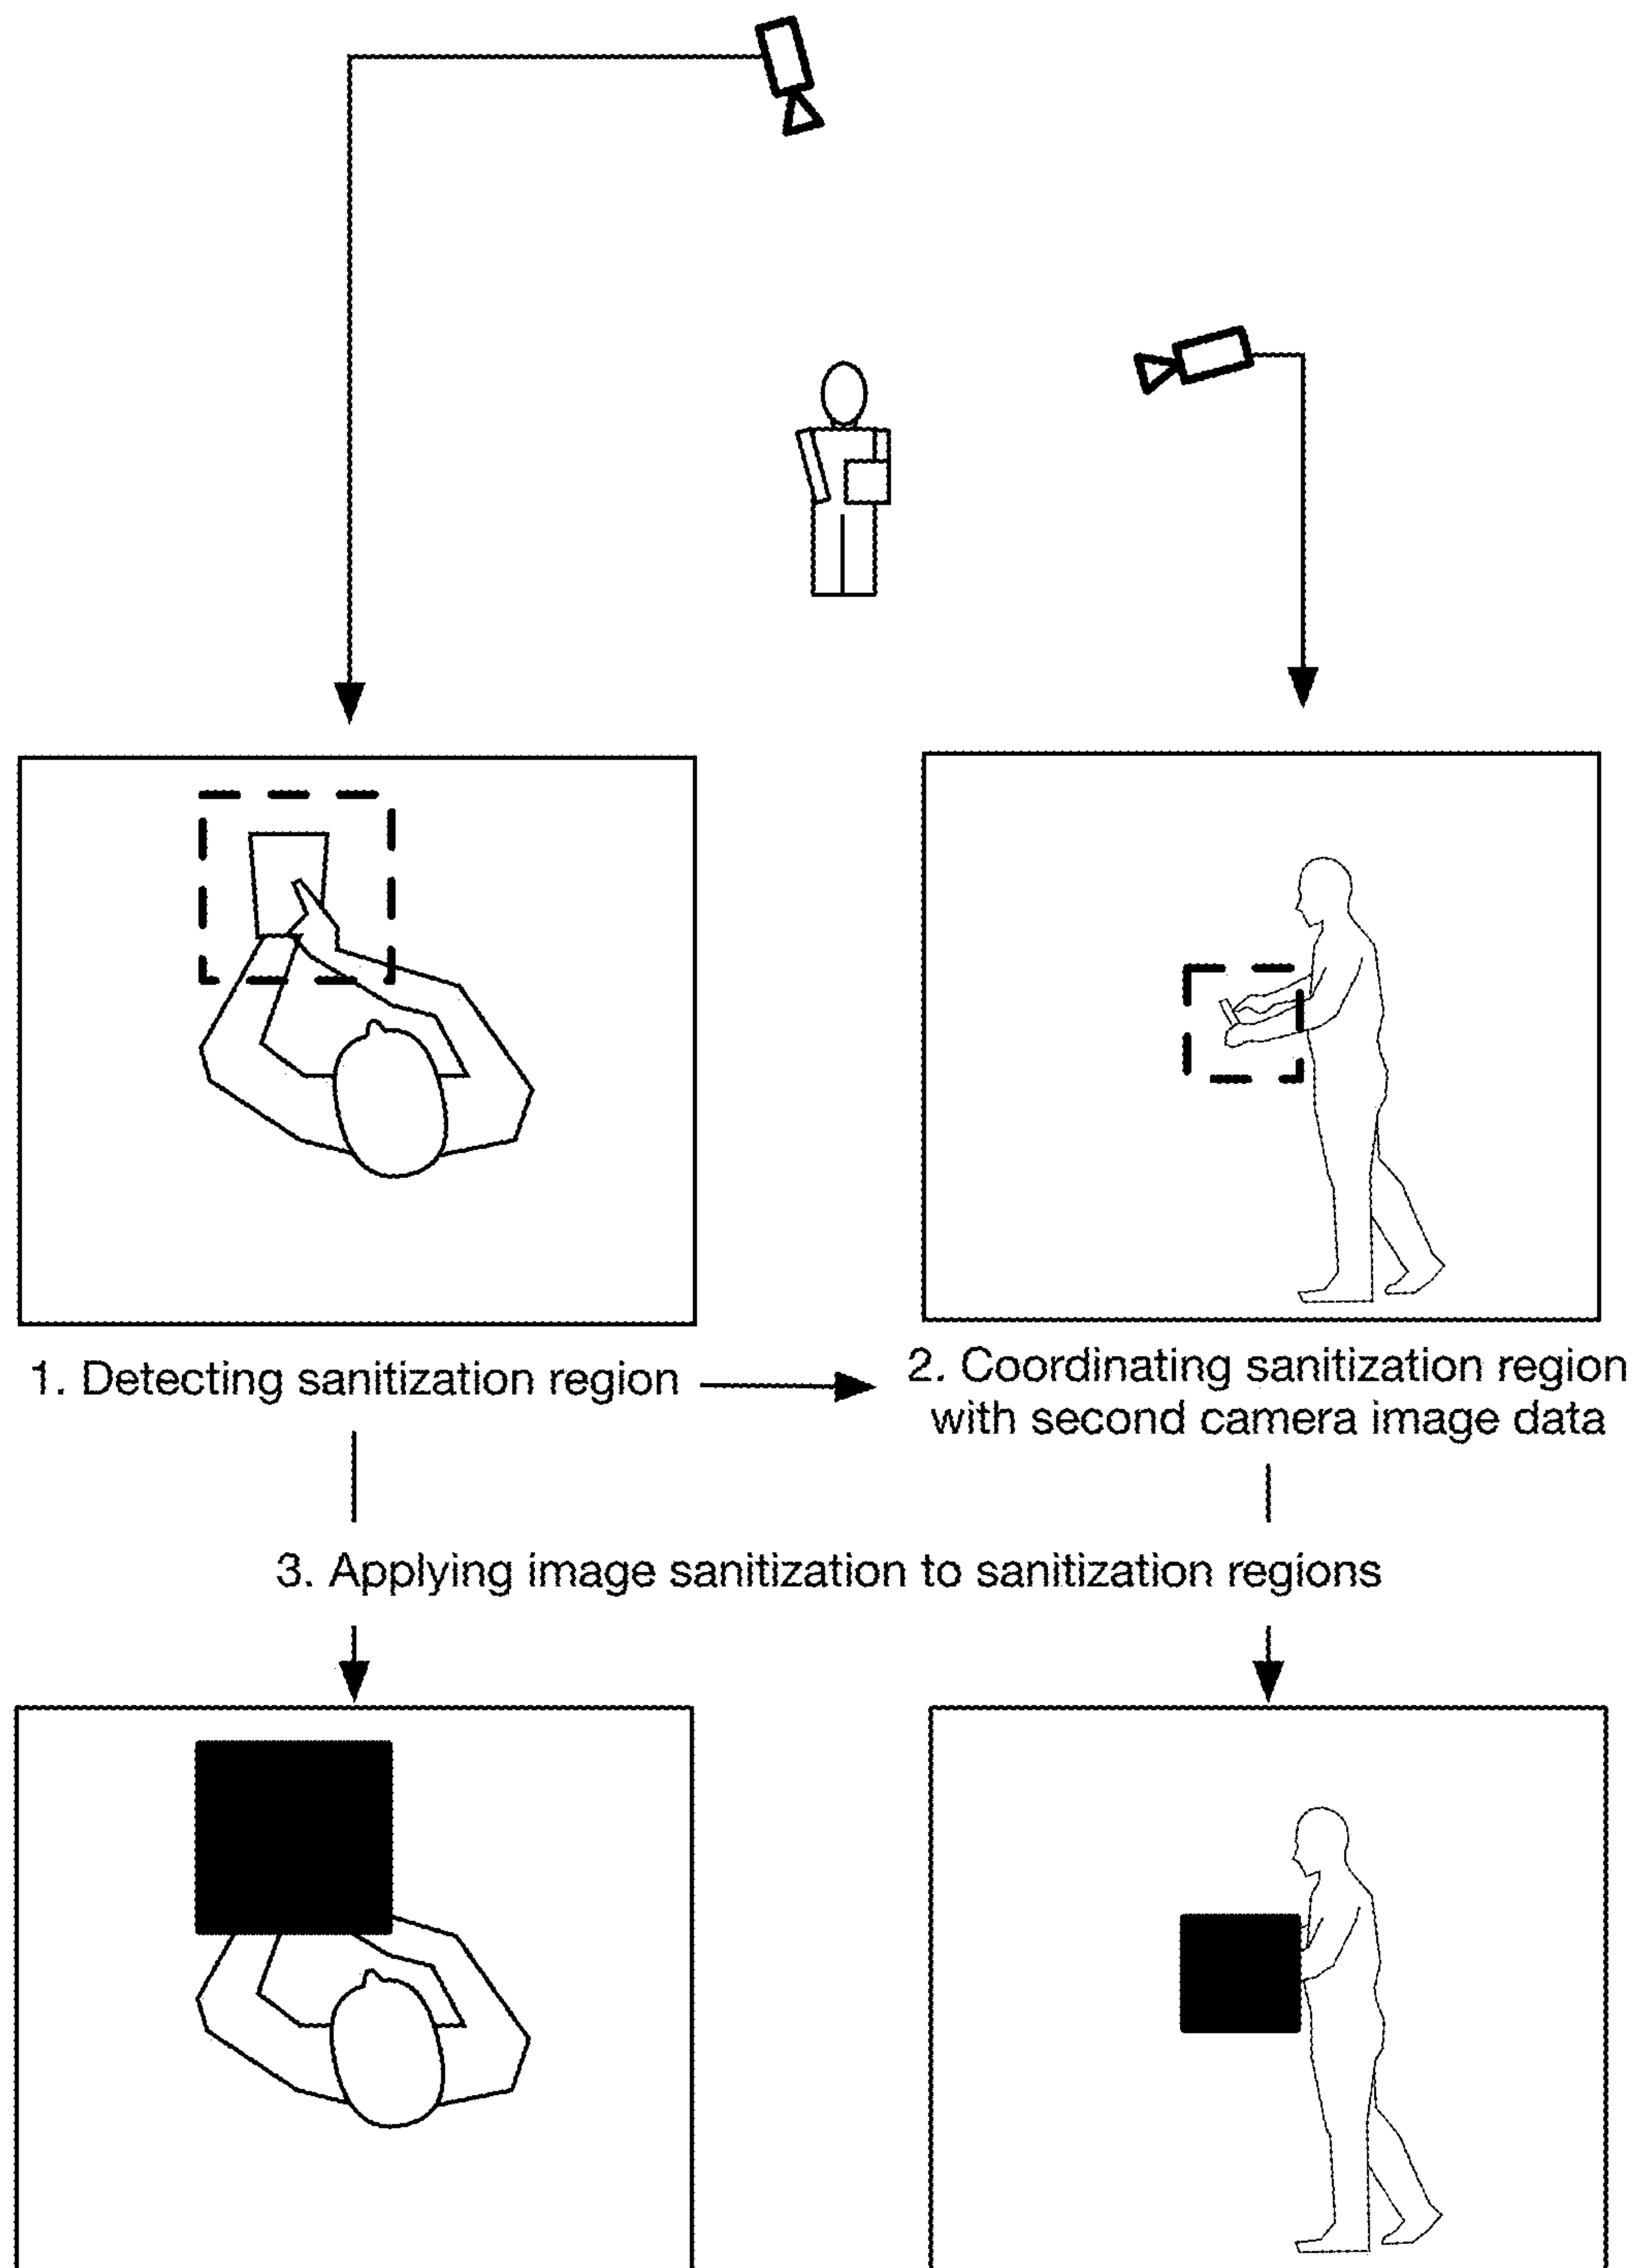 1. Detecting sanitization region
2. Coordinating sanitization region
with second camera image data
3. Applying image sanitization to sanitization regions